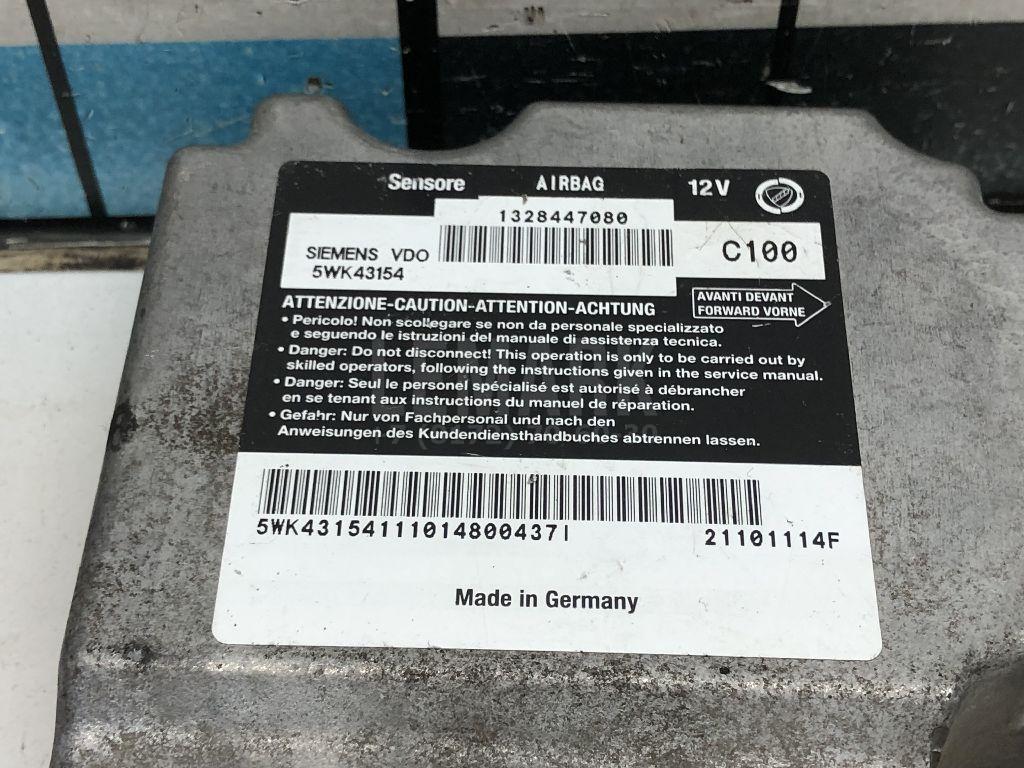 Sensore AIRBAG 12V
1328447080
SIEMENS VDO
5WK43154
C100
ATTENZIONE-CAUTION-ATTENTION-ACHTUNG
AVANTI DEVANT
FORWARD VORNE
• Pericolo! Non scollegare se non da personale specializzato
e seguendo le istruzioni del manuale di assistenza tecnica.
• Danger: Do not disconnect! This operation is only to be carried out by
skilled operators, following the instructions given in the service manual.
• Danger: Seul le personel spécialisé est autorisé à débrancher
en se tenant aux instructions du manuel de réparation.
• Gefahr: Nur von Fachpersonal und nach den
Anweisungen des Kundendiensthandbuches abtrennen lassen.
5WK43154111014800437I 21101114F
Made in Germany